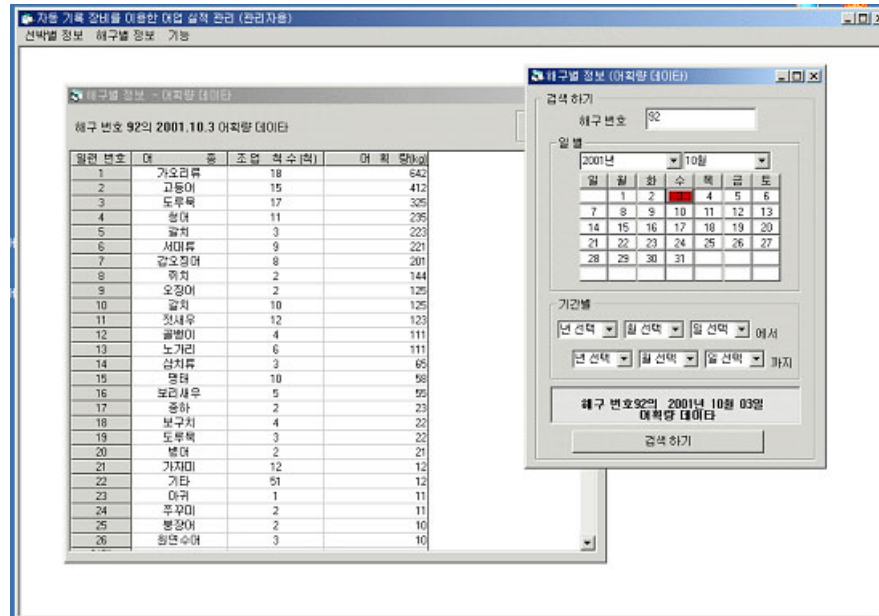 자동 기록 장비를 이용한 어업 실적 관리 (관리자용)
선박별 정보 해구별 정보 기능
해구별 정보 - 어획량 데이타
해구 번호 92의 2001.10.3 어획량 데이타
일련 번호 어 종 조업 척수(척) 어 획 량(kg)
1 가오리류 18 642
2 고등어 15 412
3 도루묵 17 325
4 청어 11 235
5 갈치 3 223
6 서대류 9 221
7 갑오징어 8 201
8 쥐치 2 144
9 오징어 2 125
10 갈치 10 125
11 젓새우 12 123
12 골뱅이 4 111
13 노가리 6 111
14 삼치류 3 65
15 명태 10 58
16 보리새우 5 55
17 중하 2 23
18 보구치 4 22
19 도루묵 3 22
20 병어 2 21
21 가자미 12 12
22 기타 51 12
23 아귀 1 11
24 쭈꾸미 2 11
25 붕장어 2 10
26 원연수어 3 10
해구별 정보 (어획량 데이타)
검색 하기
해구 번호 92
일 별
2001년 10월
일 월 화 수 목 금 토
1 2 3 4 5 6
7 8 9 10 11 12 13
14 15 16 17 18 19 20
21 22 23 24 25 26 27
28 29 30 31
기간별
년 선택 월 선택 일 선택 에서
년 선택 월 선택 일 선택 까지
해구 번호92의 2001년 10월 03일
어획량 데이타
검색 하기